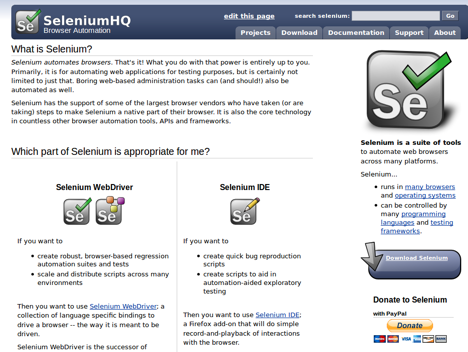 edit this page
search selenium:
Go
Se
SeleniumHQ
Browser Automation
Projects
Download
Documentation
Support
About
What is Selenium?
Selenium automates browsers. That's it! What you do with that power is entirely up to you.
Primarily, it is for automating web applications for testing purposes, but is certainly not
limited to just that. Boring web-based administration tasks can (and should!) also be
automated as well.
Selenium has the support of some of the largest browser vendors who have taken (or are
taking) steps to make Selenium a native part of their browser. It is also the core technology
in countless other browser automation tools, APIs and frameworks.
Which part of Selenium is appropriate for me?
Selenium WebDriver
Se
Se
If you want to
create robust, browser-based regression
automation suites and tests
scale and distribute scripts across many
environments
Then you want to use Selenium WebDriver; a
collection of language specific bindings to
drive a browser -- the way it is meant to be
driven.
Selenium WebDriver is the successor of
Selenium IDE
Se
If you want to
create quick bug reproduction
scripts
create scripts to aid in
automation-aided exploratory
testing
Then you want to use Selenium IDE;
a Firefox add-on that will do simple
record-and-playback of interactions
with the browser.
Se
Selenium is a suite of tools
to automate web browsers
across many platforms.
Selenium...
runs in many browsers
and operating systems
can be controlled by
many programming
languages and testing
frameworks.
Download Selenium
Donate to Selenium
with PayPal
Donate